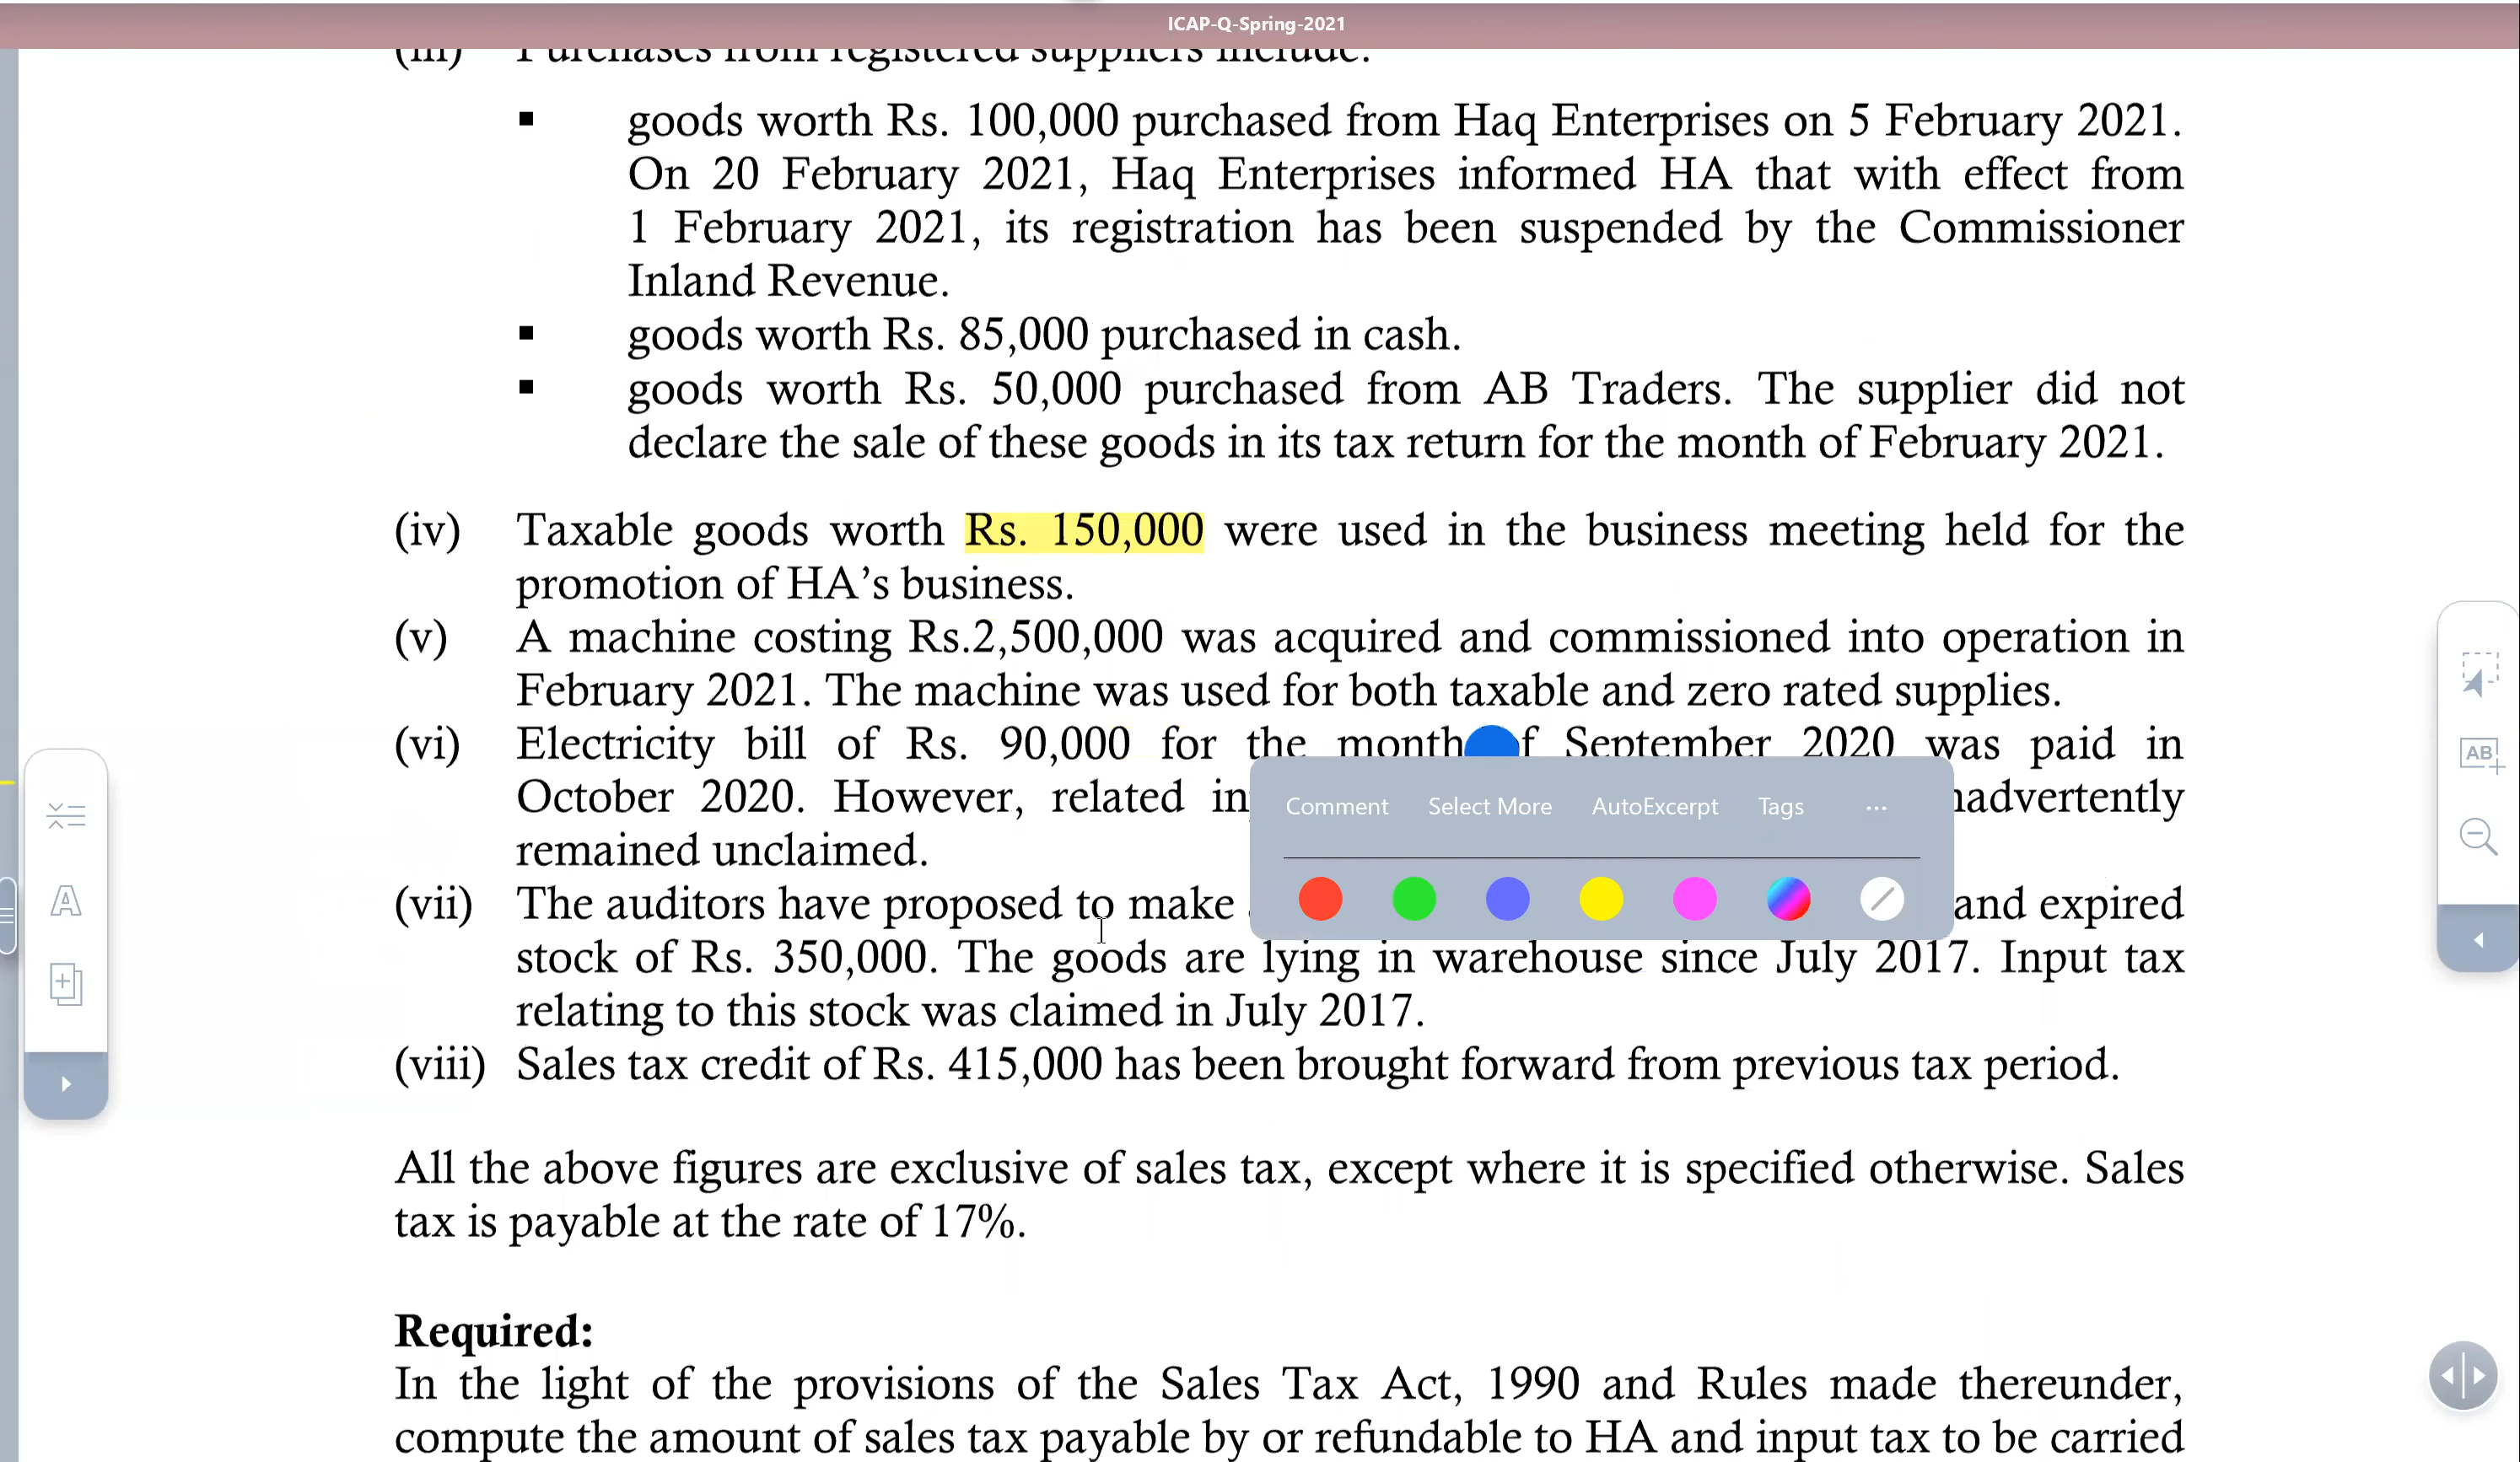 ICAP-Q-Spring-2021
(iii) Purchases from registered suppliers include:
▪ goods worth Rs. 100,000 purchased from Haq Enterprises on 5 February 2021.
On 20 February 2021, Haq Enterprises informed HA that with effect from
1 February 2021, its registration has been suspended by the Commissioner
Inland Revenue.
▪ goods worth Rs. 85,000 purchased in cash.
▪ goods worth Rs. 50,000 purchased from AB Traders. The supplier did not
declare the sale of these goods in its tax return for the month of February 2021.
(iv) Taxable goods worth Rs. 150,000 were used in the business meeting held for the
promotion of HA’s business.
(v) A machine costing Rs.2,500,000 was acquired and commissioned into operation in
February 2021. The machine was used for both taxable and zero rated supplies.
(vi) Electricity bill of Rs. 90,000 for the month of September 2020 was paid in
October 2020. However, related in nadvertently
Comment Select More AutoExcerpt Tags ...
remained unclaimed.
(vii) The auditors have proposed to make and expired
stock of Rs. 350,000. The goods are lying in warehouse since July 2017. Input tax
relating to this stock was claimed in July 2017.
(viii) Sales tax credit of Rs. 415,000 has been brought forward from previous tax period.
All the above figures are exclusive of sales tax, except where it is specified otherwise. Sales
tax is payable at the rate of 17%.
Required:
In the light of the provisions of the Sales Tax Act, 1990 and Rules made thereunder,
compute the amount of sales tax payable by or refundable to HA and input tax to be carried
A
AB